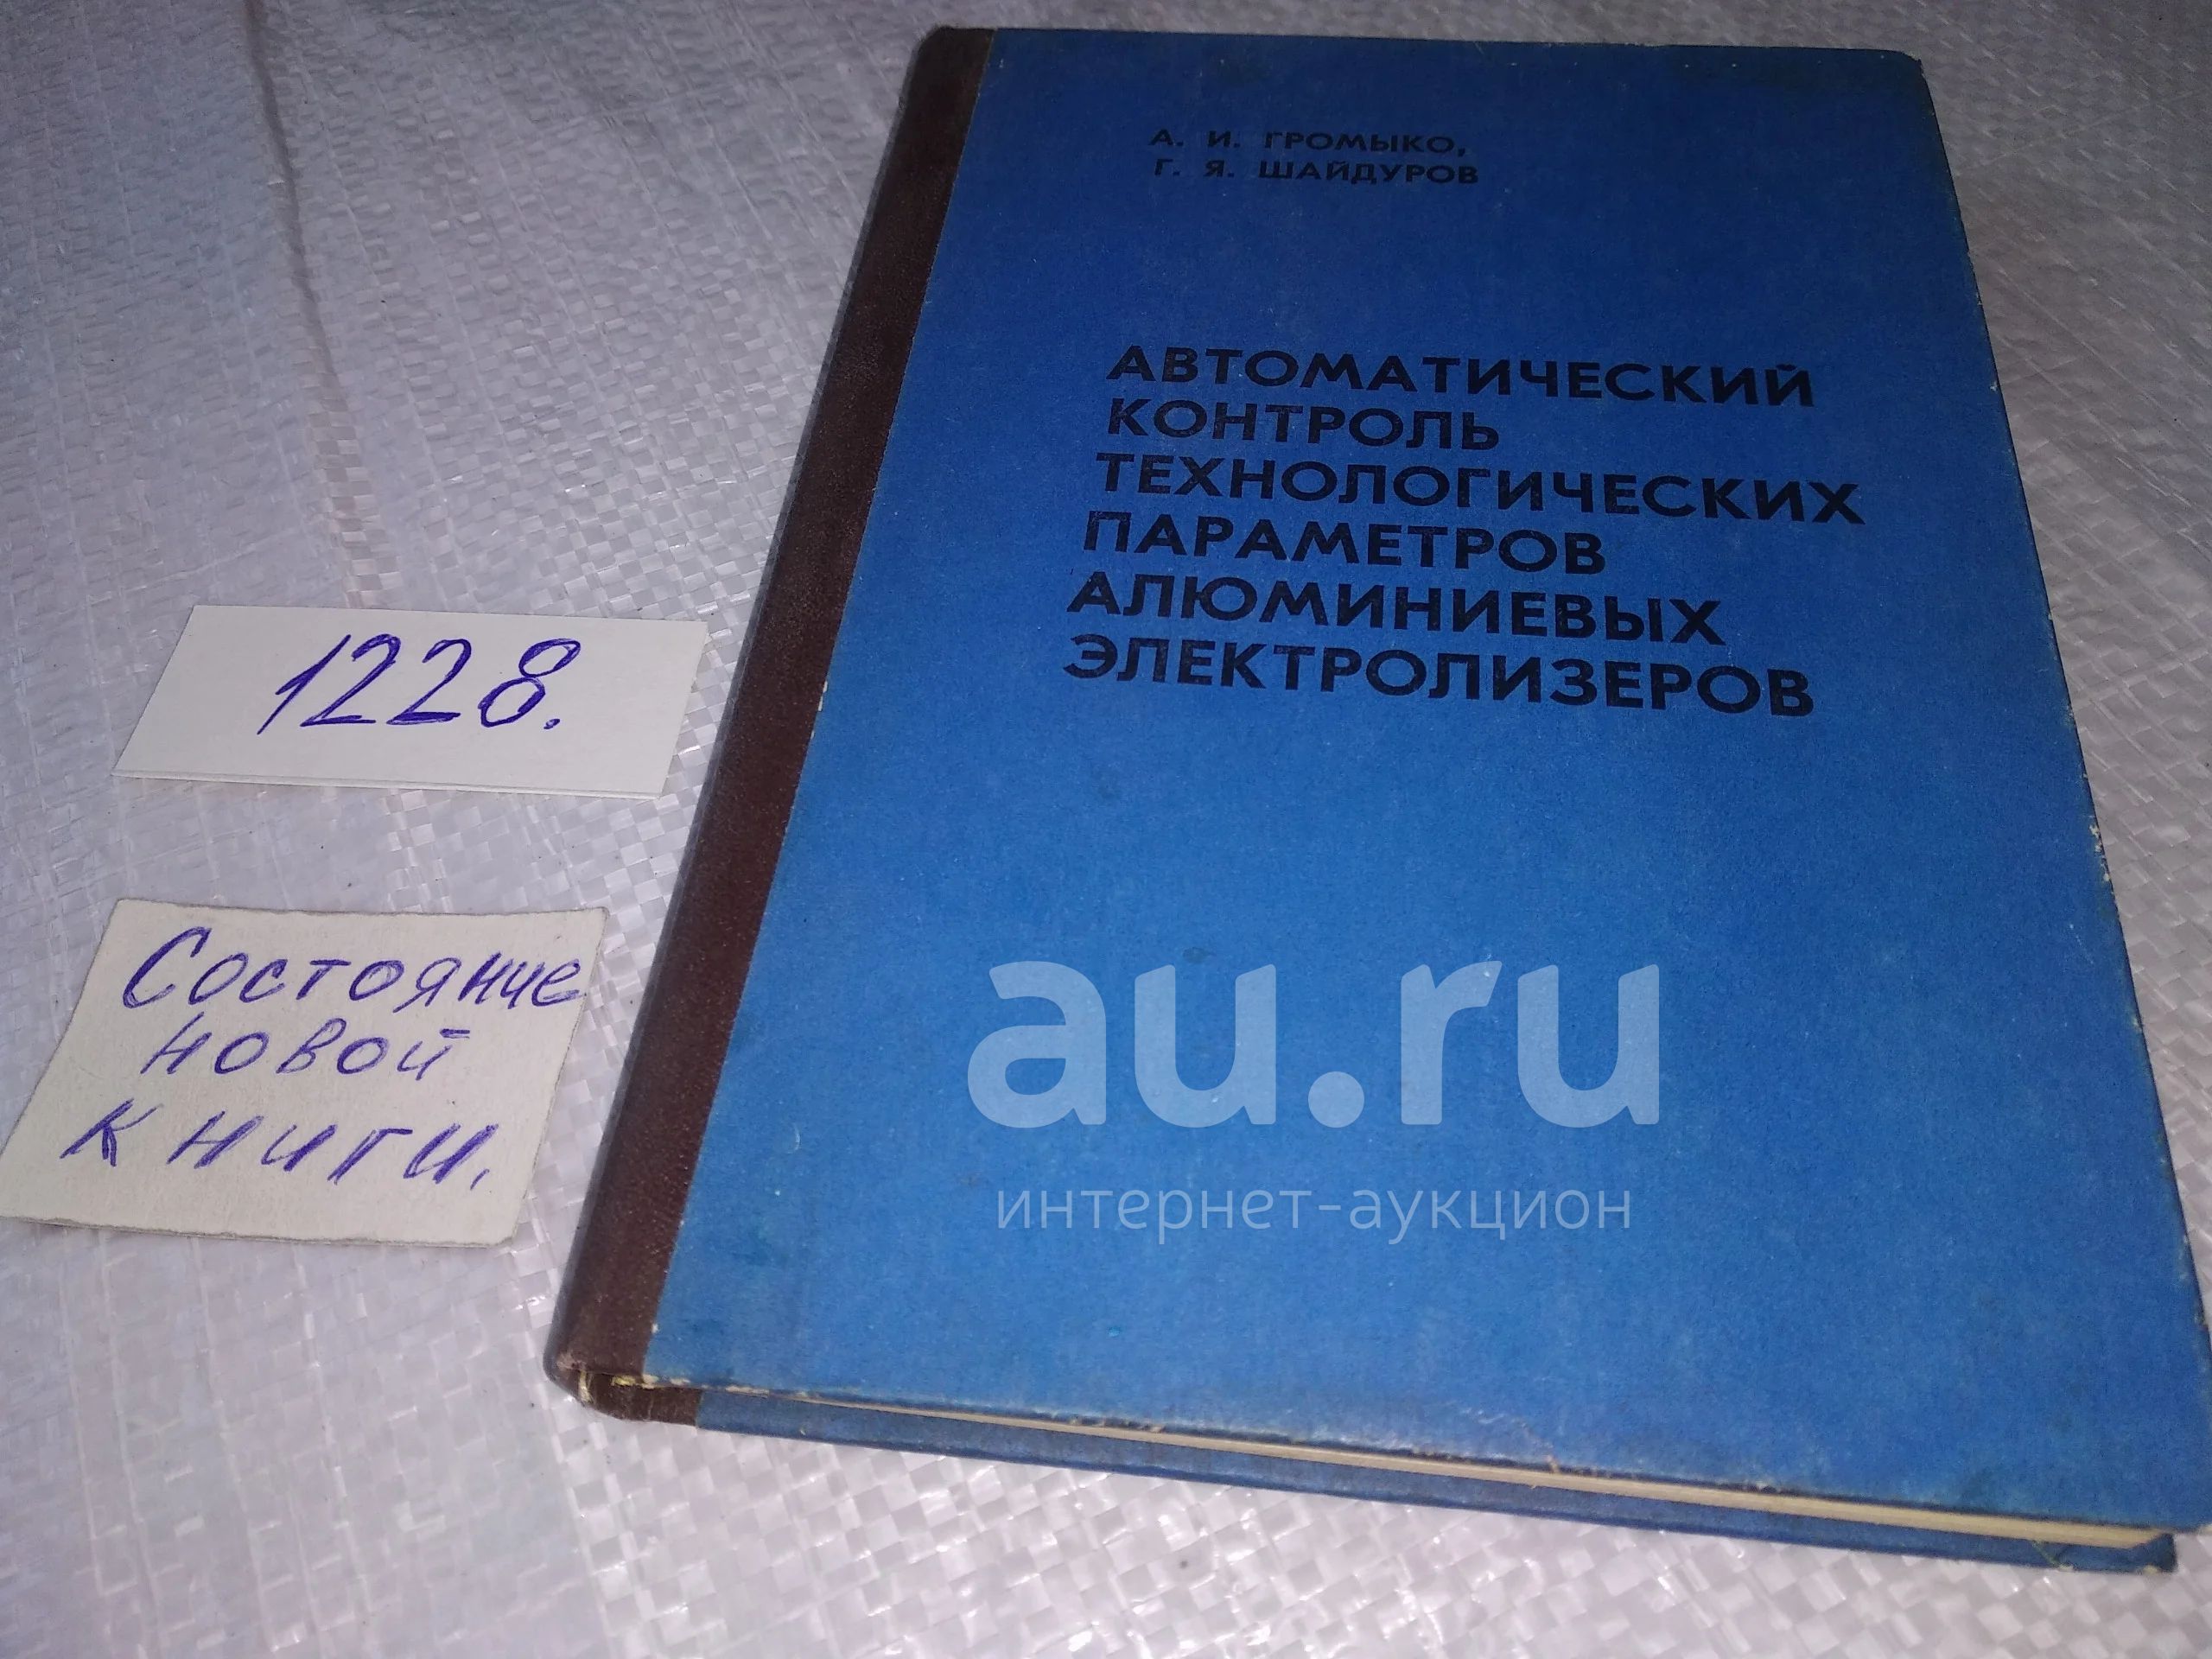 А. И. ГРОМЫКО,
Г. Я. ШАЙДУРОВ
АВТОМАТИЧЕСКИЙ
КОНТРОЛЬ
ТЕХНОЛОГИЧЕСКИХ
ПАРАМЕТРОВ
АЛЮМИНИЕВЫХ
ЭЛЕКТРОЛИЗЕРОВ
1228.
Состояние
новой
книги.
au.ru
интернет-аукцион